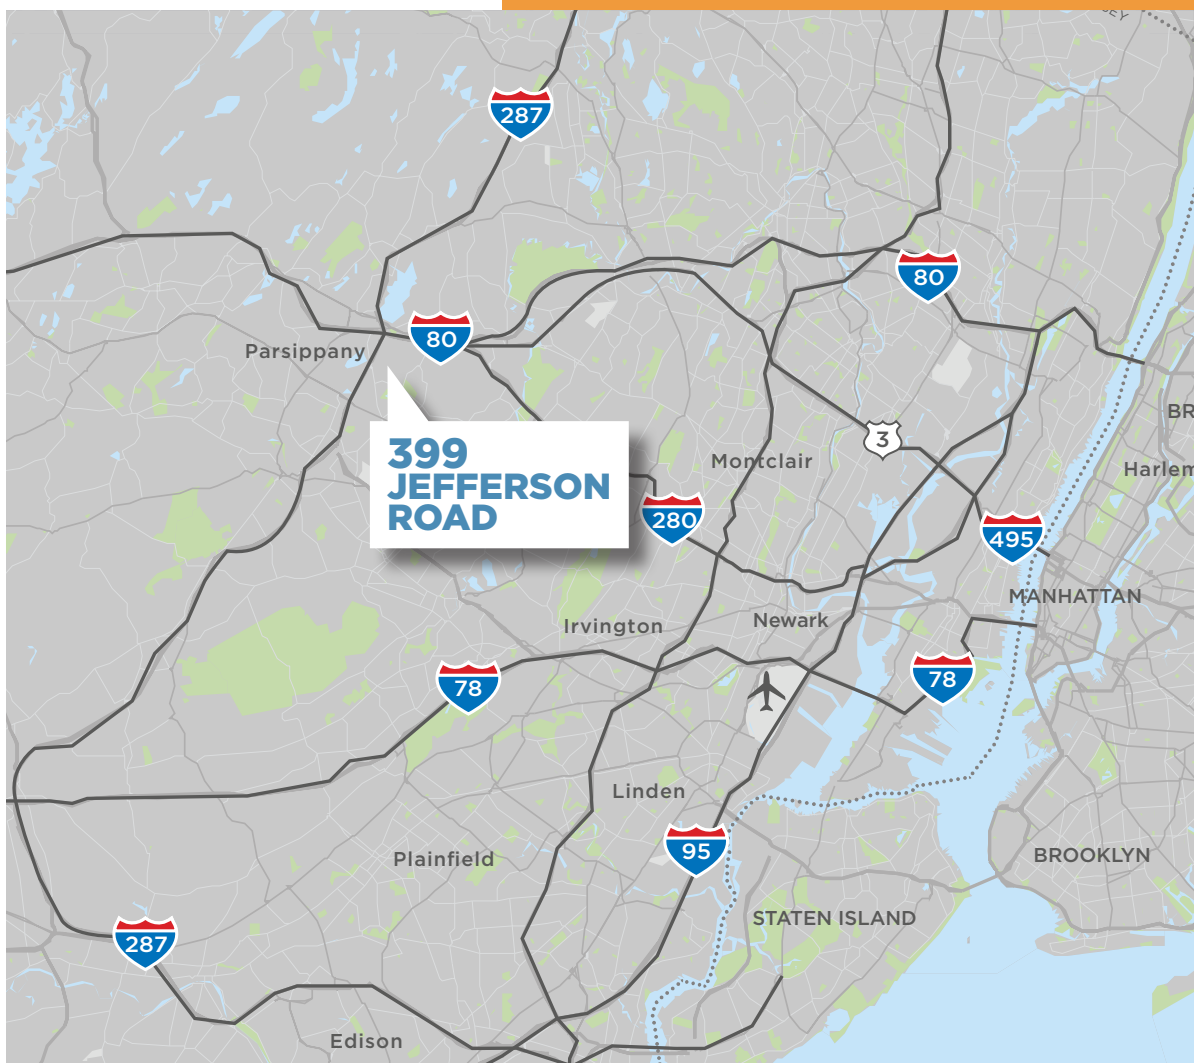 287
80
80
Parsippany
BR
399
JEFFERSON
ROAD
3
Montclair
Harlem
280
495
MANHATTAN
Irvington
Newark
78
78
Linden
95
Plainfield
BROOKLYN
STATEN ISLAND
287
Edison